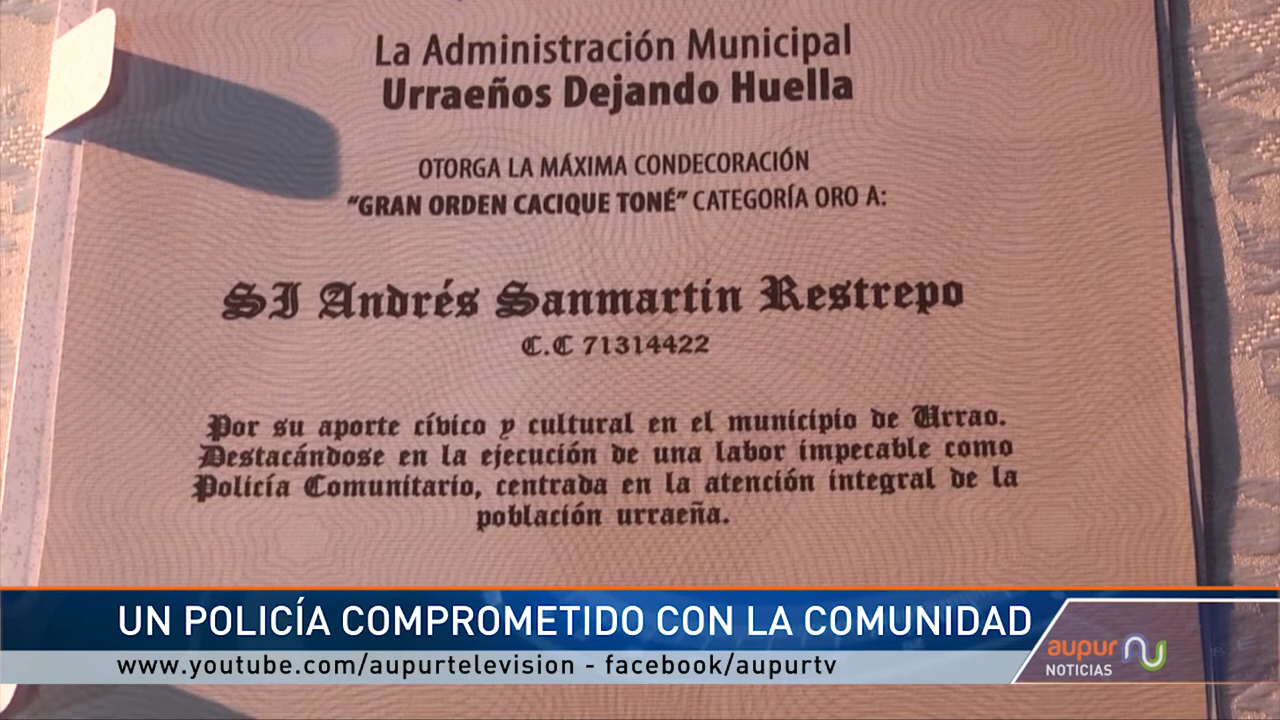 La Administración Municipal
Urraeños Dejando Huella
OTORGA LA MÁXIMA CONDECORACIÓN
"GRAN ORDEN CACIQUE TONÉ" CATEGORÍA ORO A:
SI Andrés Sanmartin Restrepo
C.C 71314422
Por su aporte cívico y cultural en el municipio de Urrao.
Destacándose en la ejecución de una labor impecable como
Policía Comunitario, centrada en la atención integral de la
población urraeña.
UN POLICÍA COMPROMETIDO CON LA COMUNIDAD
www.youtube.com/aupurtelevision - facebook/aupurtv
aupur
NOTICIAS